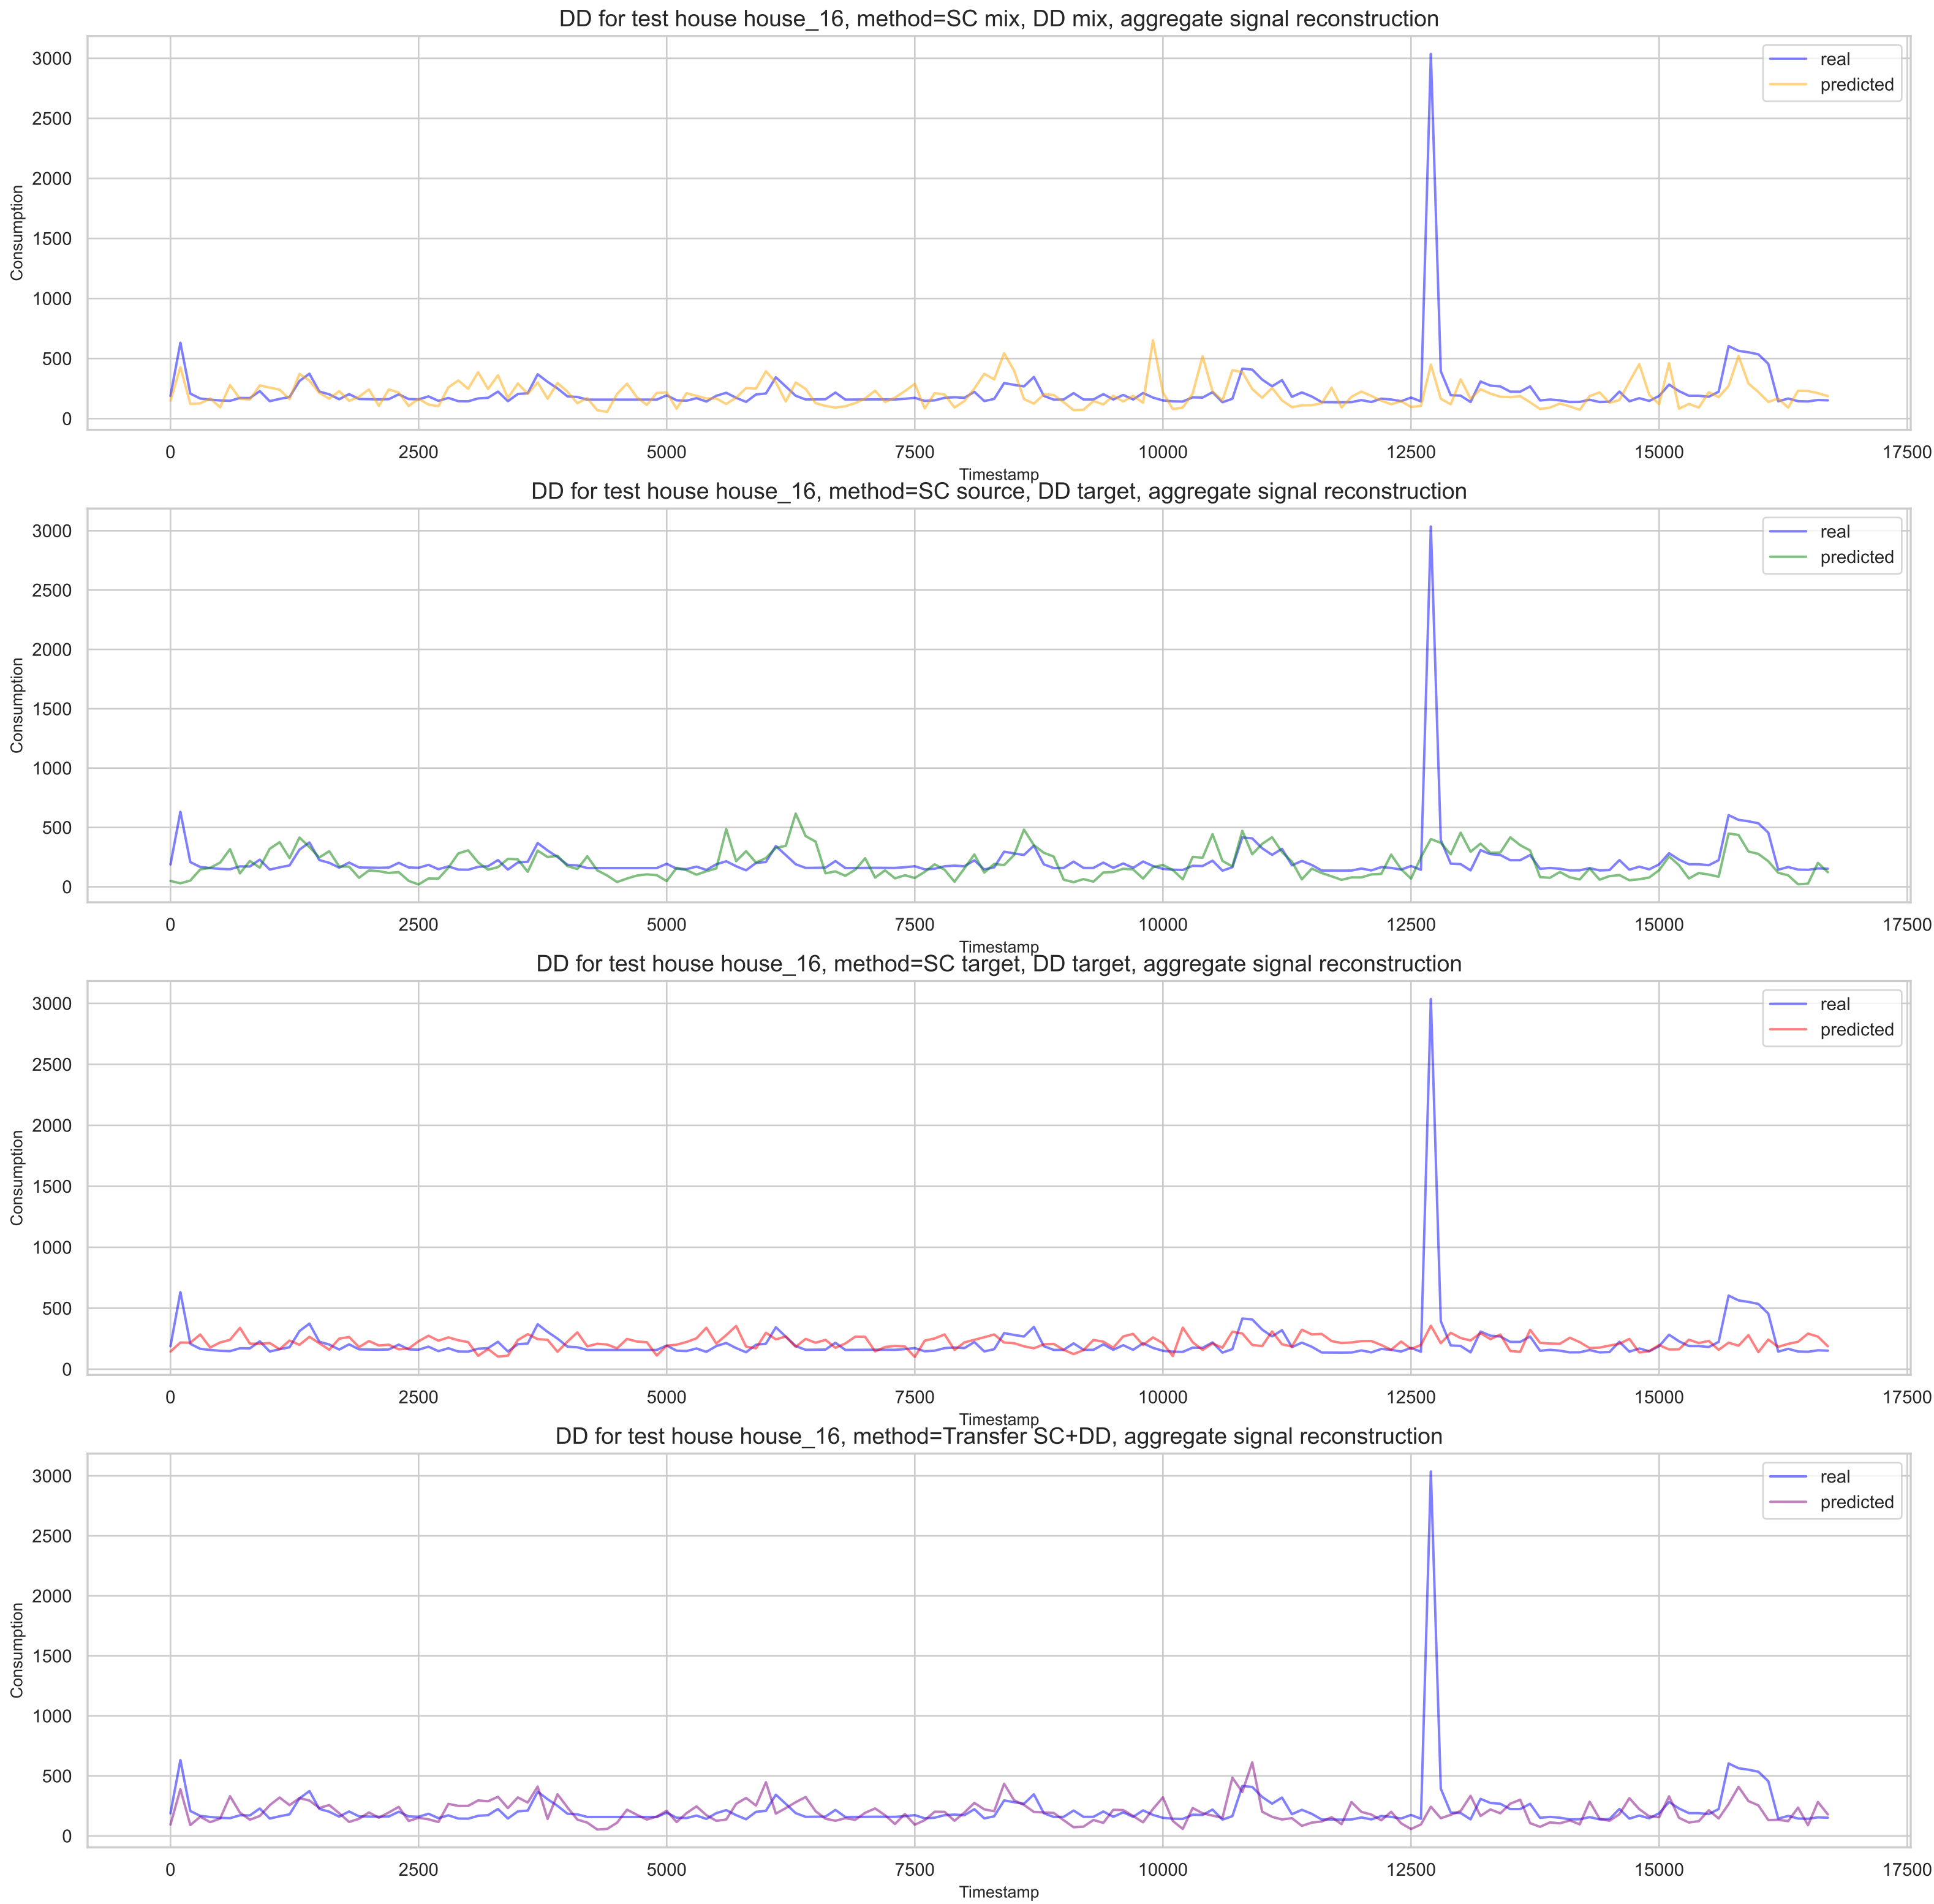 DD for test house house_16, method=SC mix, DD mix, aggregate signal reconstruction
3000
2500
2000
1500
1000
500
0
Consumption
real
predicted
0 2500 5000 7500 10000 12500 15000 17500
Timestamp
DD for test house house_16, method=SC source, DD target, aggregate signal reconstruction
3000
2500
2000
1500
1000
500
0
Consumption
real
predicted
0 2500 5000 7500 10000 12500 15000 17500
Timestamp
DD for test house house_16, method=SC target, DD target, aggregate signal reconstruction
3000
2500
2000
1500
1000
500
0
Consumption
real
predicted
0 2500 5000 7500 10000 12500 15000 17500
Timestamp
DD for test house house_16, method=Transfer SC+DD, aggregate signal reconstruction
3000
2500
2000
1500
1000
500
0
Consumption
real
predicted
0 2500 5000 7500 10000 12500 15000 17500
Timestamp